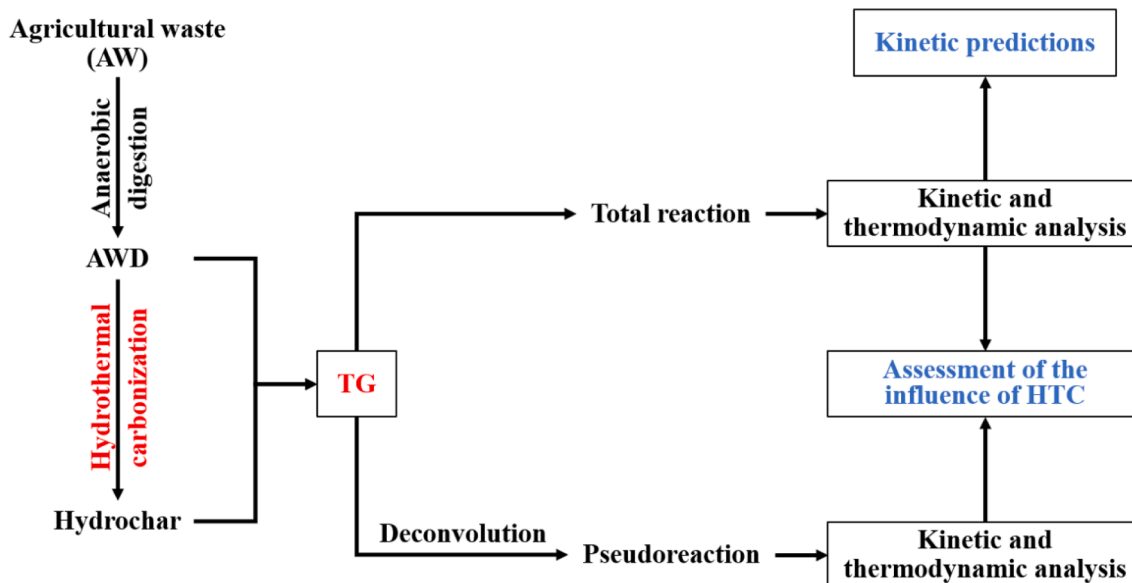 Agricultural waste
(AW)
Anaerobic
digestion
AWD
Hydrothermal
carbonization
Hydrochar
TG
Total reaction
Deconvolution
Pseudoreaction
Kinetic predictions
Kinetic and
thermodynamic analysis
Assessment of the
influence of HTC
Kinetic and
thermodynamic analysis